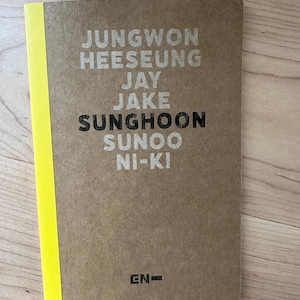 JUNGWON
HEESEUNG
JAY
JAKE
SUNGHOON
SUNOO
NI-KI
EN-